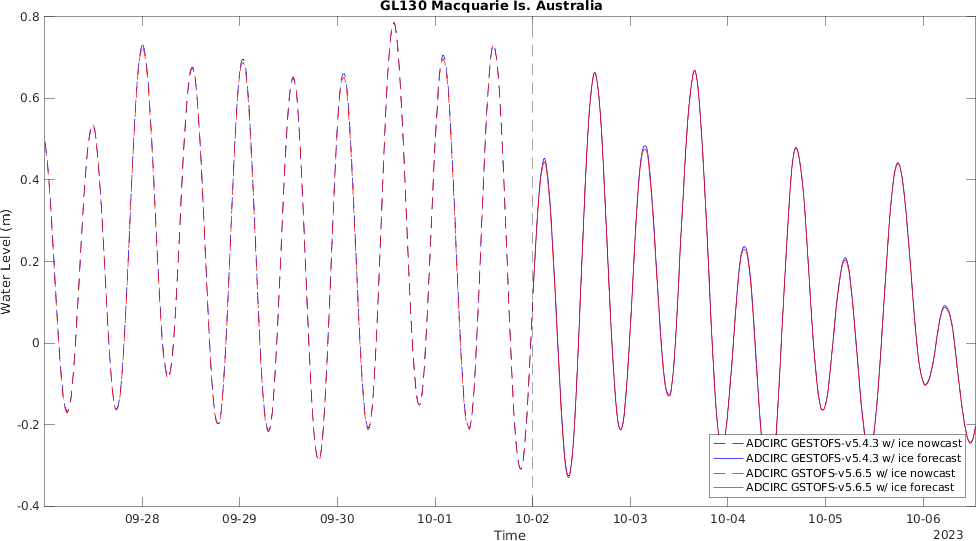 GL130 Macquarie Is. Australia
0.8
0.6
0.4
0.2
0
-0.2
-0.4
Water Level (m)
ADCIRC GESTOFS-v5.4.3 w/ ice nowcast
ADCIRC GESTOFS-v5.4.3 w/ ice forecast
ADCIRC GSTOFS-v5.6.5 w/ ice nowcast
ADCIRC GSTOFS-v5.6.5 w/ ice forecast
09-28 09-29 09-30 10-01 10-02 10-03 10-04 10-05 10-06
Time
2023